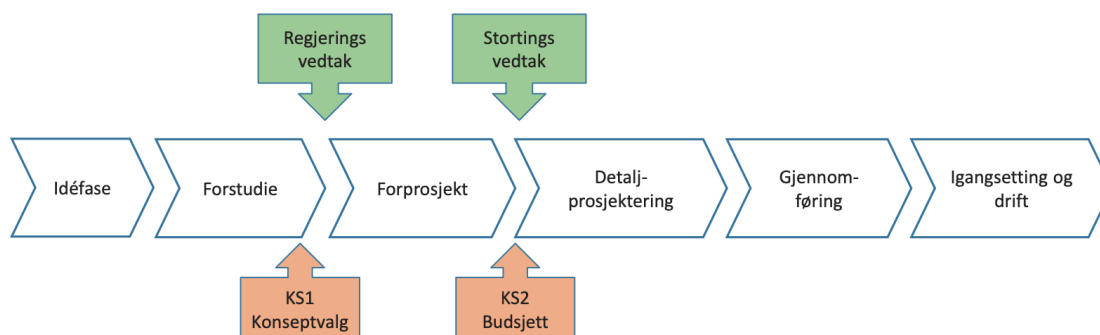 Regjerings
vedtak
Stortings
vedtak
Idéfase
Forstudie
Forprosjekt
Detalj-
prosjektering
Gjennom-
føring
Igangsetting og
drift
KS1
Konseptvalg
KS2
Budsjett